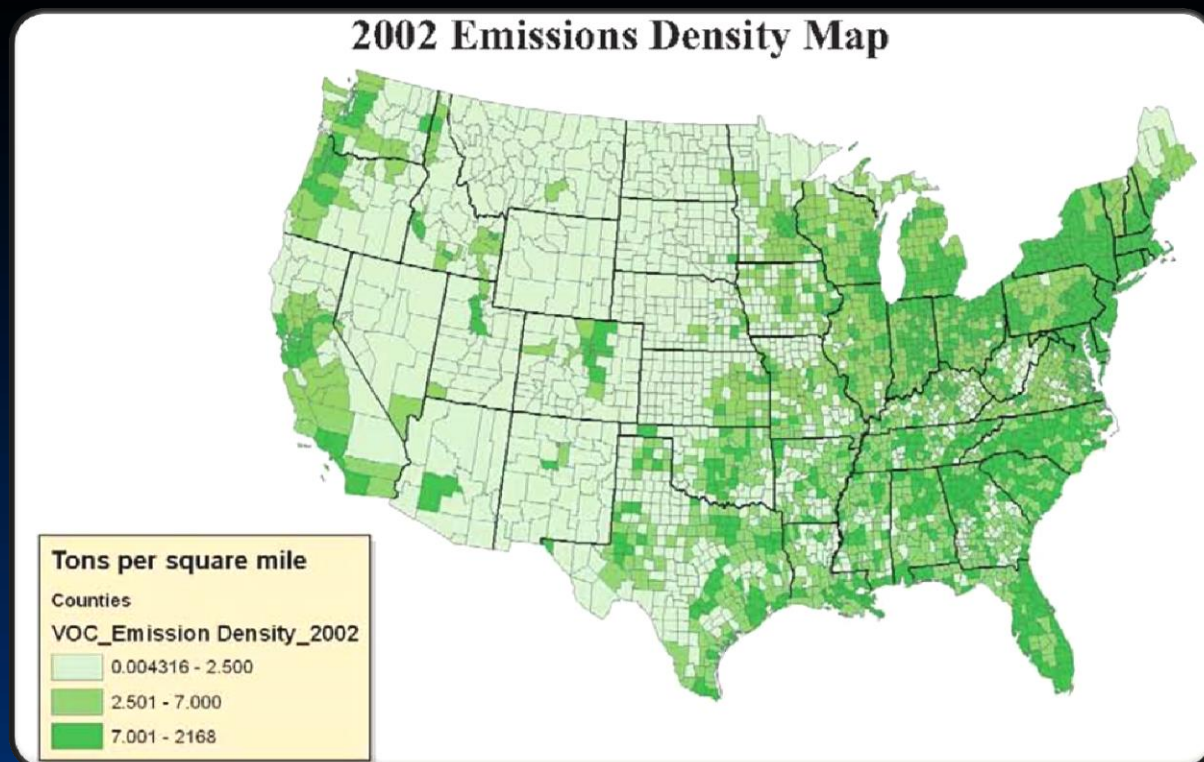 2002 Emissions Density Map
Tons per square mile
Counties
VOC_Emission Density_2002
0.004316 - 2.500
2.501 - 7.000
7.001 - 2168